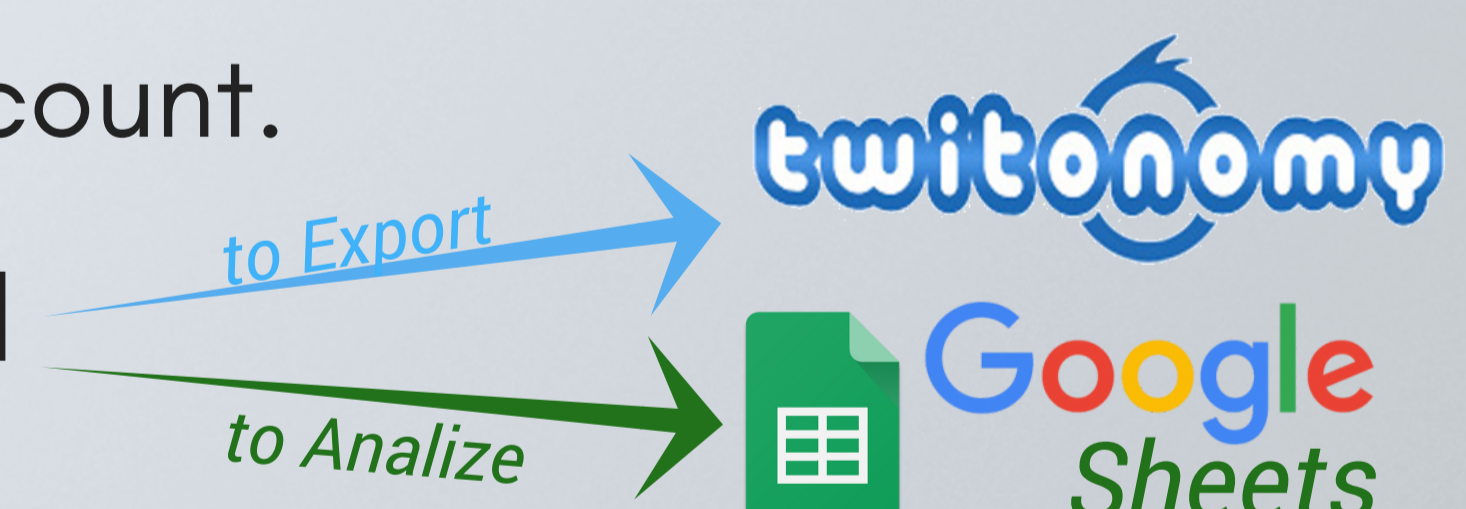 count.
twitonomy
to Export
Google
to Analize
Sheets